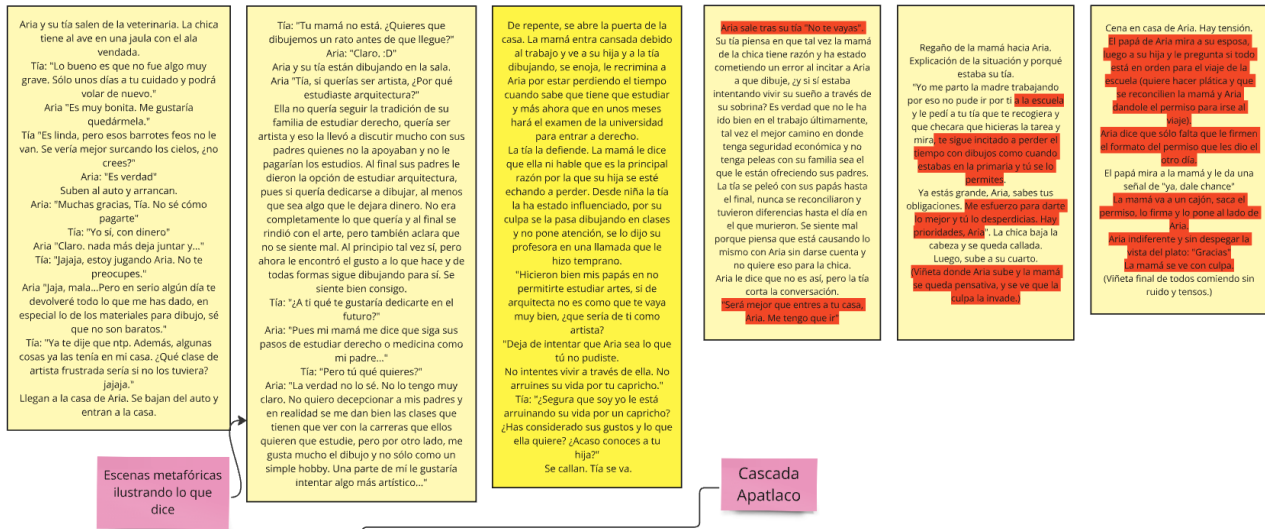 Aria y su tía salen de la veterinaria. La chica
tiene al ave en una jaula con el ala
vendada.
Tía: "Lo bueno es que no fue algo muy
grave. Sólo unos días a tu cuidado y podrá
volar de nuevo."
Aria "Es muy bonita. Me gustaría
quedármela."
Tía "Es linda, pero esos barrotes feos no le
van. Se vería mejor surcando los cielos, ¿no
crees?"
Aria: "Es verdad"
Suben al auto y arrancan.
Aria: "Muchas gracias, Tía. No sé cómo
pagarte"
Tía: "Yo sí, con dinero"
Aria "Claro. nada más deja juntar y..."
Tía: "Jajaja, estoy jugando Aria. No te
preocupes."
Aria "Jaja, mala...Pero en serio algún día te
devolveré todo lo que me has dado, en
especial lo de los materiales para dibujo, sé
que no son baratos."
Tía: "Ya te dije que ntp. Además, algunas
cosas ya las tenía en mi casa. ¿Qué clase de
artista frustrada sería si no los tuviera?
jajaja."
Llegan a la casa de Aria. Se bajan del auto y
entran a la casa.
Tía: "Tu mamá no está. ¿Quieres que
dibujemos un rato antes de que llegue?"
Aria: "Claro. :D"
Aria y su tía están dibujando en la sala.
Aria "Tía, si querías ser artista, ¿Por qué
estudiaste arquitectura?"
Ella no quería seguir la tradición de su
familia de estudiar derecho, quería ser
artista y eso la llevó a discutir mucho con sus
padres quienes no la apoyaban y no le
pagarían los estudios. Al final sus padres le
dieron la opción de estudiar arquitectura,
pues si quería dedicarse a dibujar, al menos
que sea algo que le dejara dinero. No era
completamente lo que quería y al final se
rindió con el arte, pero también aclara que
no se siente mal. Al principio tal vez sí, pero
ahora le encontró el gusto a lo que hace y de
todas formas sigue dibujando para sí. Se
siente bien consigo.
Tía: "¿A ti qué te gustaría dedicarte en el
futuro?"
Aria: "Pues mi mamá me dice que siga sus
pasos de estudiar derecho o medicina como
mi padre..."
Tía: "Pero tú qué quieres?"
Aria: "La verdad no lo sé. No lo tengo muy
claro. No quiero decepcionar a mis padres y
en realidad se me dan bien las clases que
tienen que ver con la carreras que ellos
quieren que estudie, pero por otro lado, me
gusta mucho el dibujo y no sólo como un
simple hobby. Una parte de mí le gustaría
intentar algo más artístico..."
De repente, se abre la puerta de la
casa. La mamá entra cansada debido
al trabajo y ve a su hija y a la tía
dibujando, se enoja, le recrimina a
Aria por estar perdiendo el tiempo
cuando sabe que tiene que estudiar
y más ahora que en unos meses
hará el examen de la universidad
para entrar a derecho.
La tía la defiende. La mamá le dice
que ella ni hable que es la principal
razón por la que su hija se esté
echando a perder. Desde niña la tía
la ha estado influenciado, por su
culpa se la pasa dibujando en clases
y no pone atención, se lo dijo su
profesora en una llamada que le
hizo temprano.
"Hicieron bien mis papás en no
permitirte estudiar artes, si de
arquitecta no es como que te vaya
muy bien, ¿que sería de ti como
artista?
"Deja de intentar que Aria sea lo que
tú no pudiste.
No intentes vivir a través de ella. No
arruines su vida por tu capricho."
Tía: "¿Segura que soy yo le está
arruinando su vida por un capricho?
¿Has considerado sus gustos y lo que
ella quiere? ¿Acaso conoces a tu
hija?"
Se callan. Tía se va.
Aria sale tras su tía "No te vayas".
Su tía piensa en que tal vez la mamá
de la chica tiene razón y ha estado
cometiendo un error al incitar a Aria
a que dibuje, ¿y si sí estaba
intentando vivir su sueño a través de
su sobrina? Es verdad que no le ha
ido bien en el trabajo últimamente,
tal vez el mejor camino en donde
tenga seguridad económica y no
tenga peleas con su familia sea el
que le están ofreciendo sus padres.
La tía se peleó con sus papás hasta
el final, nunca se reconciliaron y
tuvieron diferencias hasta el día en
el que murieron. Se siente mal
porque piensa que está causando lo
mismo con Aria sin darse cuenta y
no quiere eso para la chica.
Aria le dice que no es así, pero la tía
corta la conversación.
"Será mejor que entres a tu casa,
Aria. Me tengo que ir"
Regaño de la mamá hacia Aria.
Explicación de la situación y porqué
estaba su tía.
"Yo me parto la madre trabajando
por eso no pude ir por ti a la escuela
y le pedí a tu tía que te recogiera y
que checara que hicieras la tarea y
mira, te sigue incitado a perder el
tiempo con dibujos como cuando
estabas en la primaria y tú se lo
permites.
Ya estás grande, Aria, sabes tus
obligaciones. Me esfuerzo para darte
lo mejor y tú lo desperdicias. Hay
prioridades, Aria". La chica baja la
cabeza y se queda callada.
Luego, sube a su cuarto.
(Viñeta donde Aria sube y la mamá
se queda pensativa, y se ve que la
culpa la invade.)
Cena en casa de Aria. Hay tensión.
El papá de Aria mira a su esposa,
luego a su hija y le pregunta si todo
está en orden para el viaje de la
escuela (quiere hacer plática y que
se reconcilien la mamá y Aria
dandole el permiso para irse al
viaje).
Aria dice que sólo falta que le firmen
el formato del permiso que les dio el
otro día.
El papá mira a la mamá y le da una
señal de "ya, dale chance"
La mamá va a un cajón, saca el
permiso, lo firma y lo pone al lado de
Aria.
Aria indiferente y sin despegar la
vista del plato: "Gracias"
La mamá se ve con culpa.
(Viñeta final de todos comiendo sin
ruido y tensos.)
Escenas metafóricas
ilustrando lo que
dice
Cascada
Apatlaco